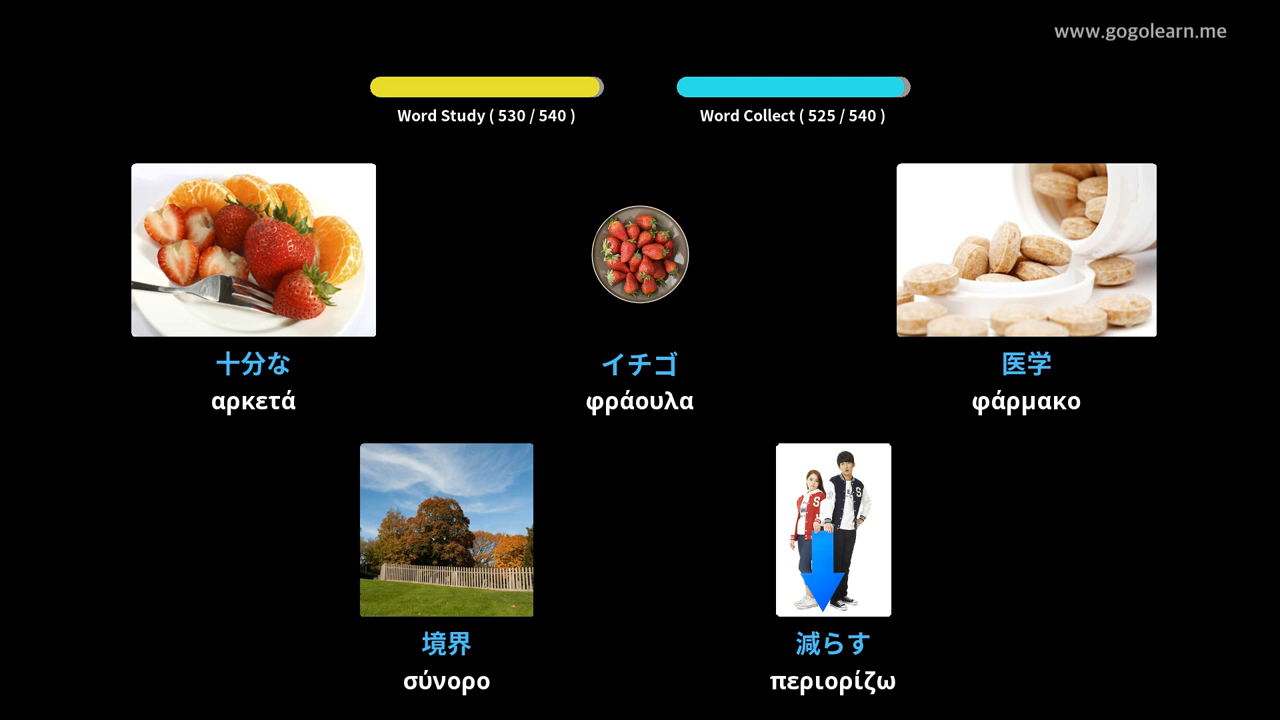 www.gogolearn.me
Word Study ( 530 / 540 )
Word Collect ( 525 / 540 )
十分な
αρκετά
イチゴ
φράουλα
医学
φάρμακο
境界
σύνορο
減らす
περιορίζω